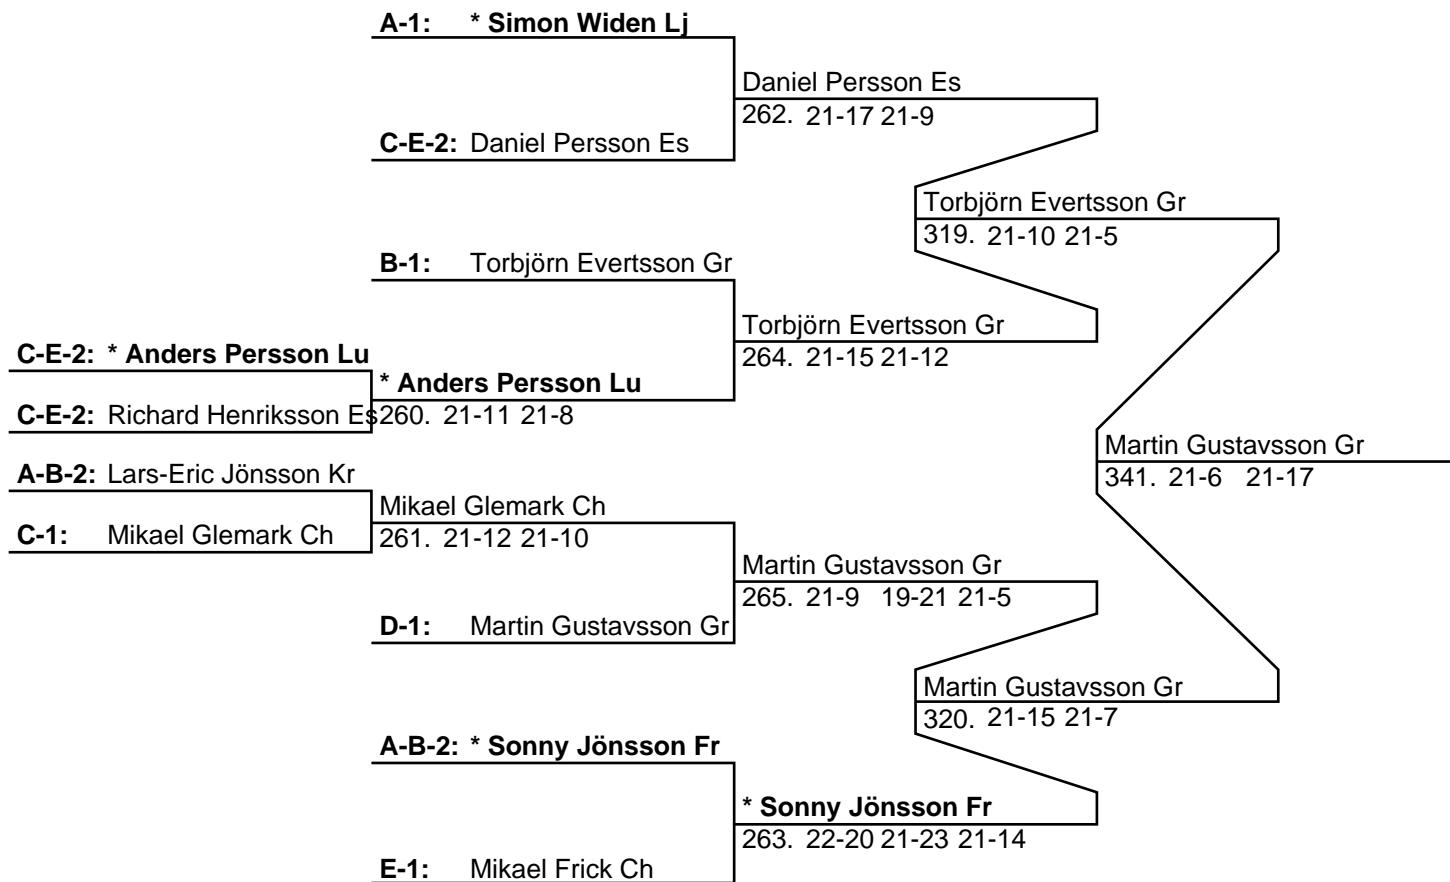 A-1: * Simon Widen Lj
Daniel Persson Es
262. 21-17 21-9
C-E-2: Daniel Persson Es
Torbjörn Evertsson Gr
319. 21-10 21-5
B-1: Torbjörn Evertsson Gr
Torbjörn Evertsson Gr
264. 21-15 21-12
C-E-2: * Anders Persson Lu
* Anders Persson Lu
C-E-2: Richard Henriksson Es
260. 21-11 21-8
Martin Gustavsson Gr
341. 21-6 21-17
A-B-2: Lars-Eric Jönsson Kr
Mikael Glemark Ch
C-1: Mikael Glemark Ch
261. 21-12 21-10
Martin Gustavsson Gr
265. 21-9 19-21 21-5
D-1: Martin Gustavsson Gr
Martin Gustavsson Gr
320. 21-15 21-7
A-B-2: * Sonny Jönsson Fr
* Sonny Jönsson Fr
263. 22-20 21-23 21-14
E-1: Mikael Frick Ch